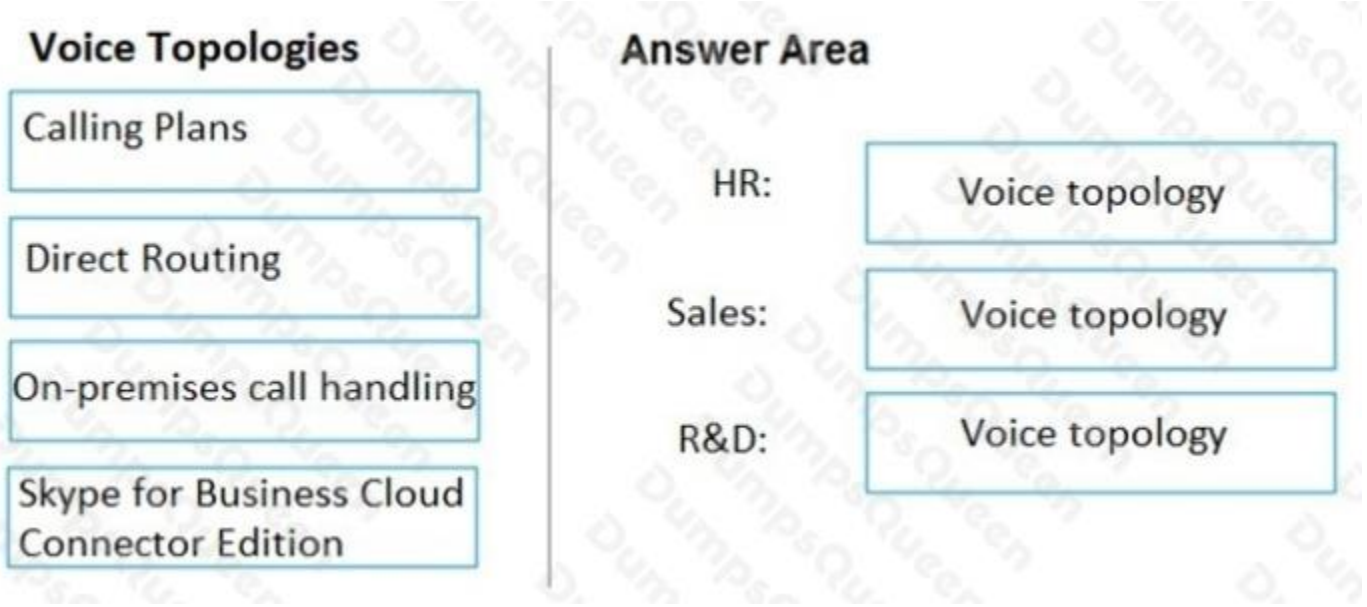 Voice Topologies
Calling Plans
Direct Routing
On-premises call handling
Skype for Business Cloud
Connector Edition
Answer Area
HR: Voice topology
Sales: Voice topology
R&D: Voice topology
DumpsQueen